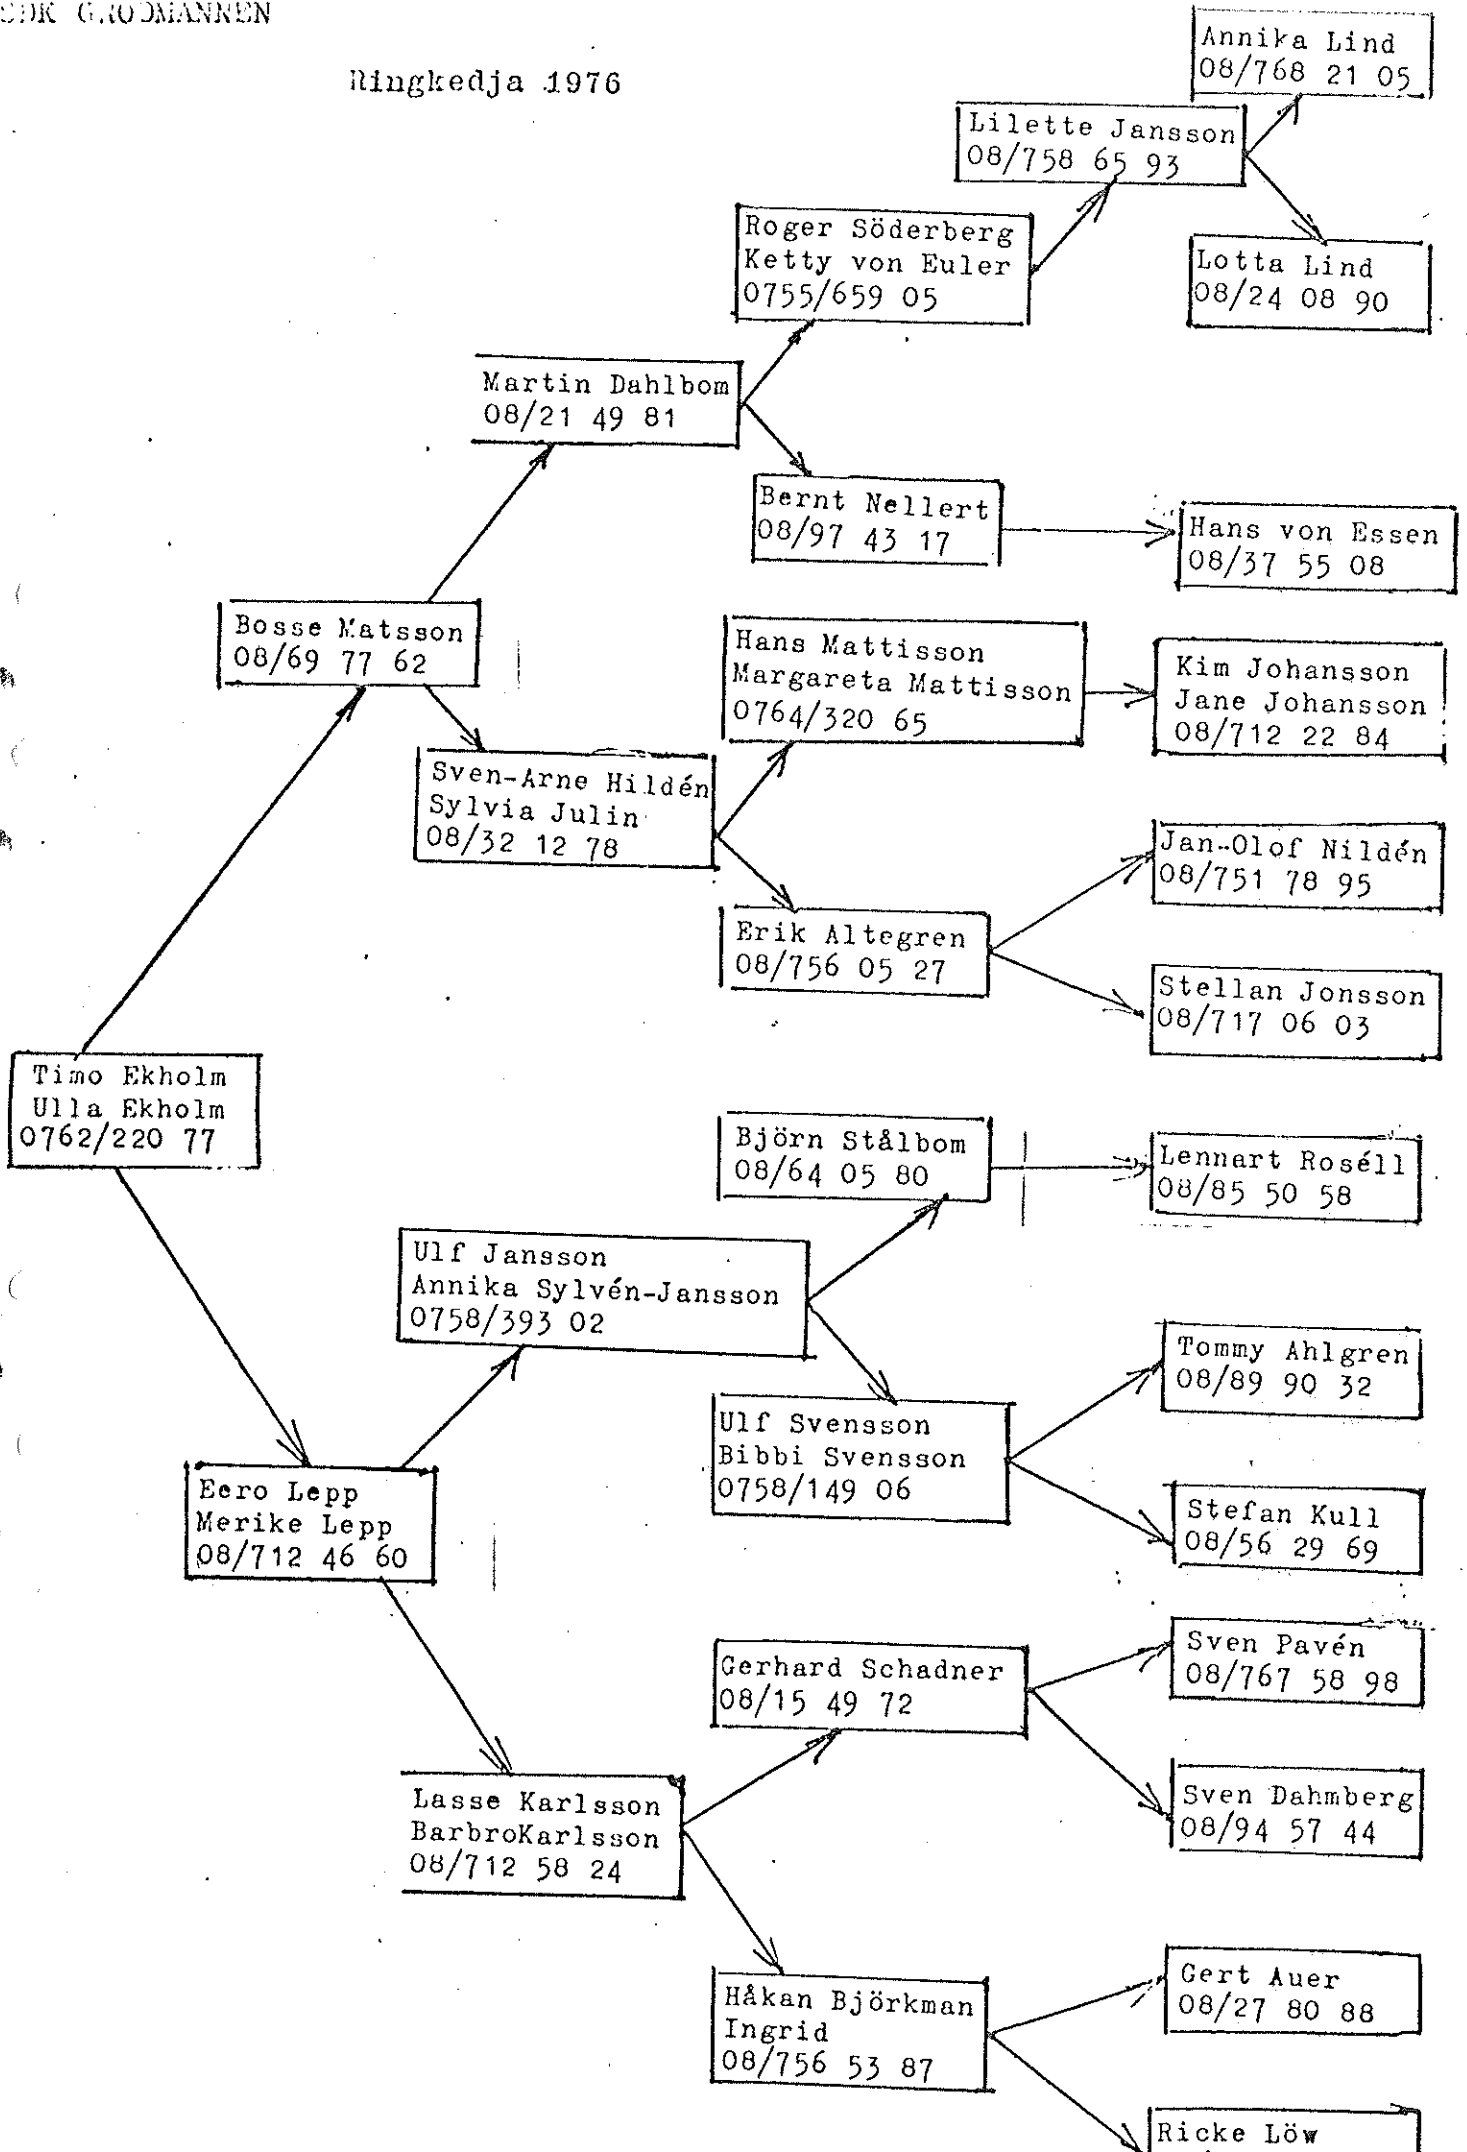 GRODMANNEN
Ringkedja 1976
Annika Lind
08/768 21 05
Lilette Jansson
08/758 65 93
Roger Söderberg
Ketty von Euler
0755/659 05
Lotta Lind
08/24 08 90
Martin Dahlbom
08/21 49 81
Bernt Nellert
08/97 43 17
Hans von Essen
08/37 55 08
Bosse Matsson
08/69 77 62
Hans Mattisson
Margareta Mattisson
0764/320 65
Kim Johansson
Jane Johansson
08/712 22 84
Sven-Arne Hildén
Sylvia Julin
08/32 12 78
Jan-Olof Nildén
08/751 78 95
Erik Altegren
08/756 05 27
Stellan Jonsson
08/717 06 03
Timo Ekholm
Ulla Ekholm
0762/220 77
Björn Stålbom
08/64 05 80
Lennart Roséll
08/85 50 58
Ulf Jansson
Annika Sylvén-Jansson
0758/393 02
Tommy Ahlgren
08/89 90 32
Ulf Svensson
Bibbi Svensson
0758/149 06
Eero Lepp
Merike Lepp
08/712 46 60
Stefan Kull
08/56 29 69
Gerhard Schadner
08/15 49 72
Sven Pavén
08/767 58 98
Lasse Karlsson
BarbroKarlsson
08/712 58 24
Sven Dahmberg
08/94 57 44
Håkan Björkman
Ingrid
08/756 53 87
Gert Auer
08/27 80 88
Ricke Löw